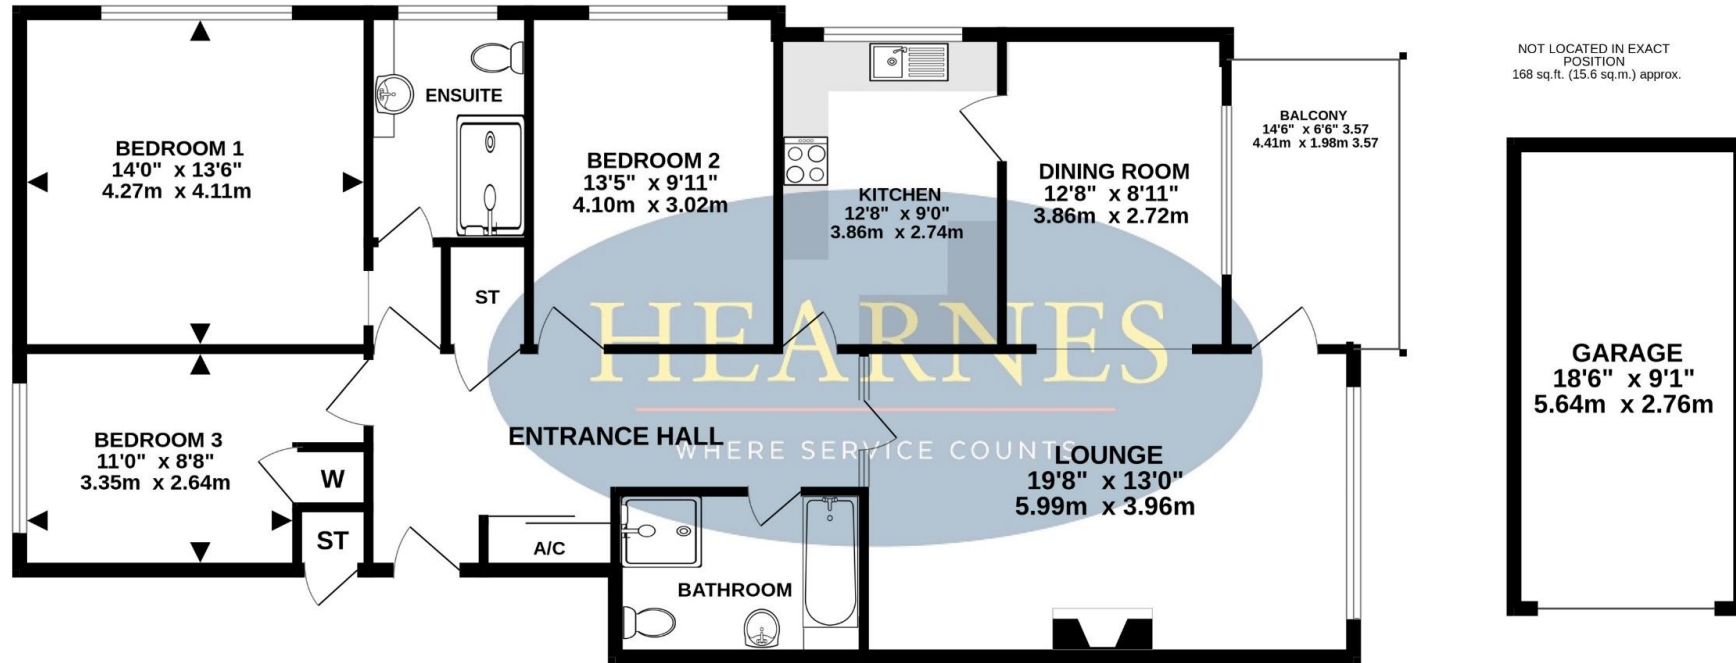 NOT LOCATED IN EXACT
POSITION
168 sq.ft. (15.6 sq.m.) approx.
BEDROOM 1
14'0" x 13'6"
4.27m x 4.11m
ENSUITE
BEDROOM 2
13'5" x 9'11"
4.10m x 3.02m
KITCHEN
12'8" x 9'0"
3.86m x 2.74m
DINING ROOM
12'8" x 8'11"
3.86m x 2.72m
BALCONY
14'6" x 6'6" 3.57
4.41m x 1.98m 3.57
ST
HEARNES
WHERE SERVICE COUNTS
GARAGE
18'6" x 9'1"
5.64m x 2.76m
BEDROOM 3
11'0" x 8'8"
3.35m x 2.64m
W
ST
ENTRANCE HALL
A/C
BATHROOM
LOUNGE
19'8" x 13'0"
5.99m x 3.96m